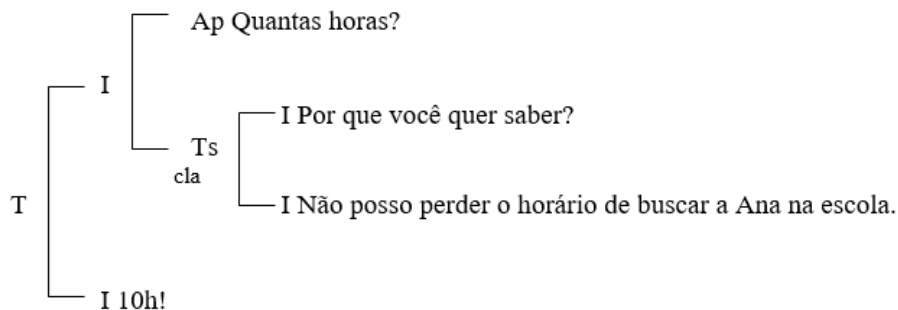 Ap Quantas horas?
I
I Por que você quer saber?
Ts
cla
T
I Não posso perder o horário de buscar a Ana na escola.
I 10h!